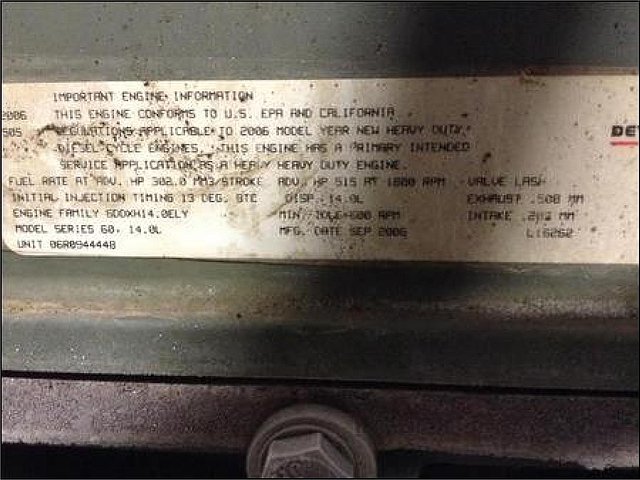 IMPORTANT ENGINE INFORMATION
2006 THIS ENGINE CONFORMS TO U.S. EPA AND CALIFORNIA
505 REGULATIONS APPLICABLE TO 2006 MODEL YEAR NEW HEAVY DUTY
DE
DIESEL CYCLE ENGINES. THIS ENGINE HAS A PRIMARY INTENDED
SERVICE APPLICATION AS A HEAVY HEAVY DUTY ENGINE.
FUEL RATE AT ADV. HP 302.0 MM3/STROKE ADV. HP 515 AT 1800 RPM VALVE LASH
INITIAL INJECTION TIMING 13 DEG. BTC DISP. 14.0L EXHAUST .508 MM
ENGINE FAMILY 6DDXH14.0ELY MIN. IDLE 600 RPM INTAKE MM
MODEL SERIES 60, 14.0L MFG. DATE SEP 2006
UNIT 06R0944448